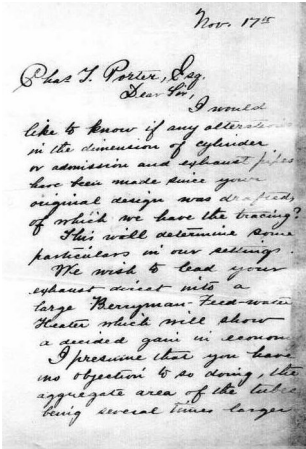 Nov. 17th
Chas T. Porter, Esq.
Dear Sir,
I would
like to know if any alterations
in the dimension of cylinder
or admission and exhaust pipes
have been made since your
original design was drafted,
of which we have the tracing?
This will determine some
particulars in our settings.
We wish to lead your
exhaust direct into a
large Berryman Feed-water
Heater which will show
a decided gain in econom
I presume that you have
no objection to so doing, the
aggregate area of the tubes
being several times larger